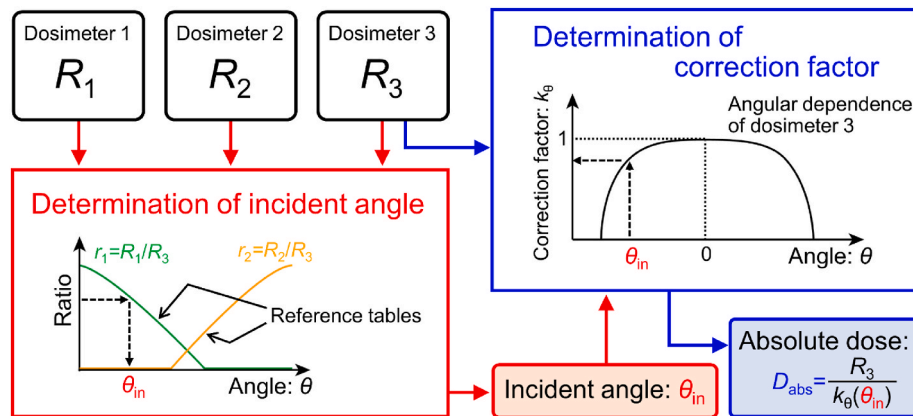 Dosimeter 1
R₁
Dosimeter 2
R₂
Dosimeter 3
R₃
Determination of incident angle
r₁=R₁/R₃
r₂=R₂/R₃
Ratio
Reference tables
θin
Angle: θ
Incident angle: θin
Determination of
correction factor
Correction factor: kθ
1
Angular dependence
of dosimeter 3
θin
0
Angle: θ
Absolute dose:
Dabs=R₃/kθ(θin)